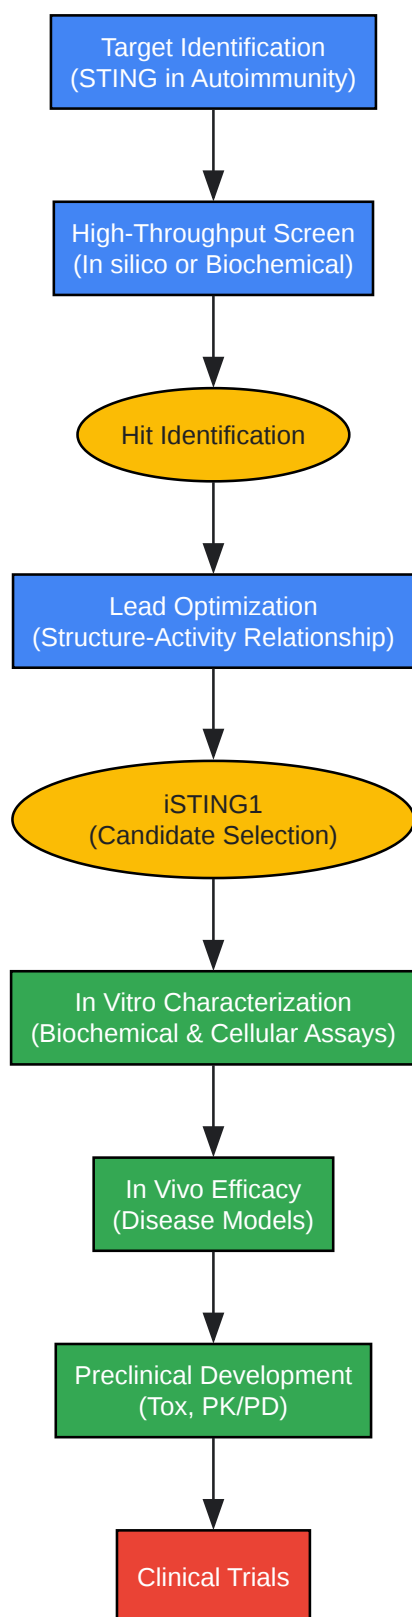 Target Identification
(STING in Autoimmunity)
High-Throughput Screen
(In silico or Biochemical)
Hit Identification
Lead Optimization
(Structure-Activity Relationship)
iSTING1
(Candidate Selection)
In Vitro Characterization
(Biochemical & Cellular Assays)
In Vivo Efficacy
(Disease Models)
Preclinical Development
(Tox, PK/PD)
Clinical Trials